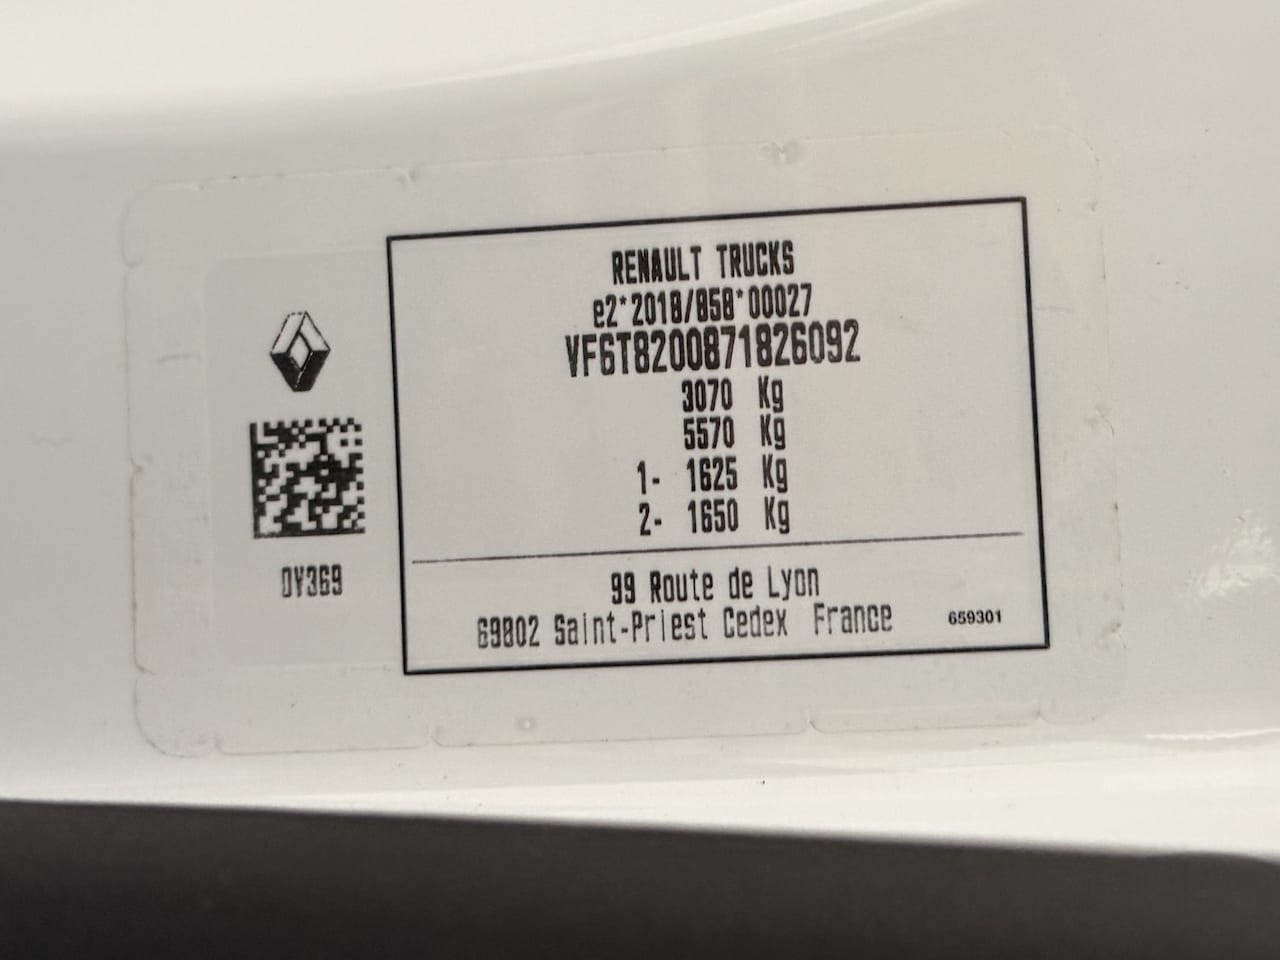 RENAULT TRUCKS
e2*2018/858*00027
VF6T8200871826092
3070 Kg
5570 Kg
1- 1625 Kg
2- 1650 Kg
99 Route de Lyon
69802 Saint-Priest Cedex France
659301
0V369